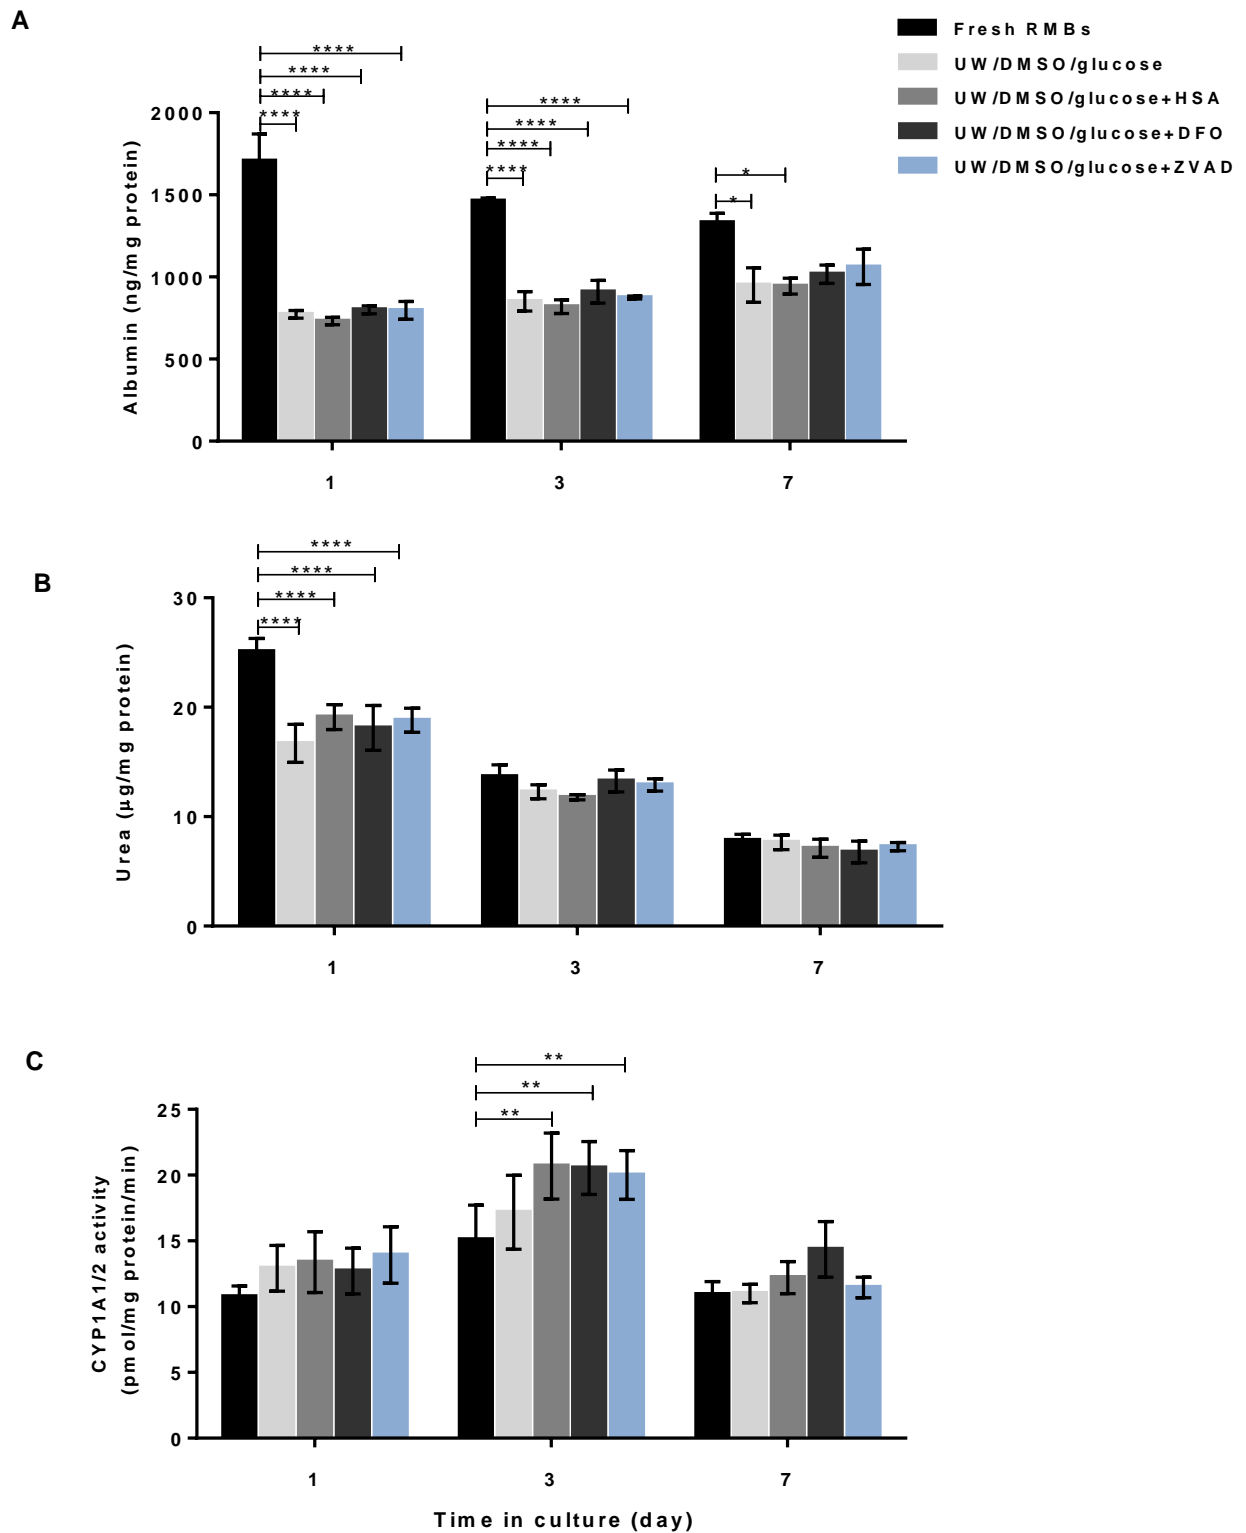 A
Fresh RMBs
UW/DMSO/glucose
UW/DMSO/glucose+HSA
UW/DMSO/glucose+DFO
UW/DMSO/glucose+ZVAD
****
****
****
****
****
****
****
****
*
*
2000
1500
1000
500
0
Albumin (ng/mg protein)
1 3 7
B
****
****
****
****
30
20
10
0
Urea (µg/mg protein)
1 3 7
C
**
**
**
25
20
15
10
5
0
CYP1A1/2 activity
(pmol/mg protein/min)
1 3 7
Time in culture (day)